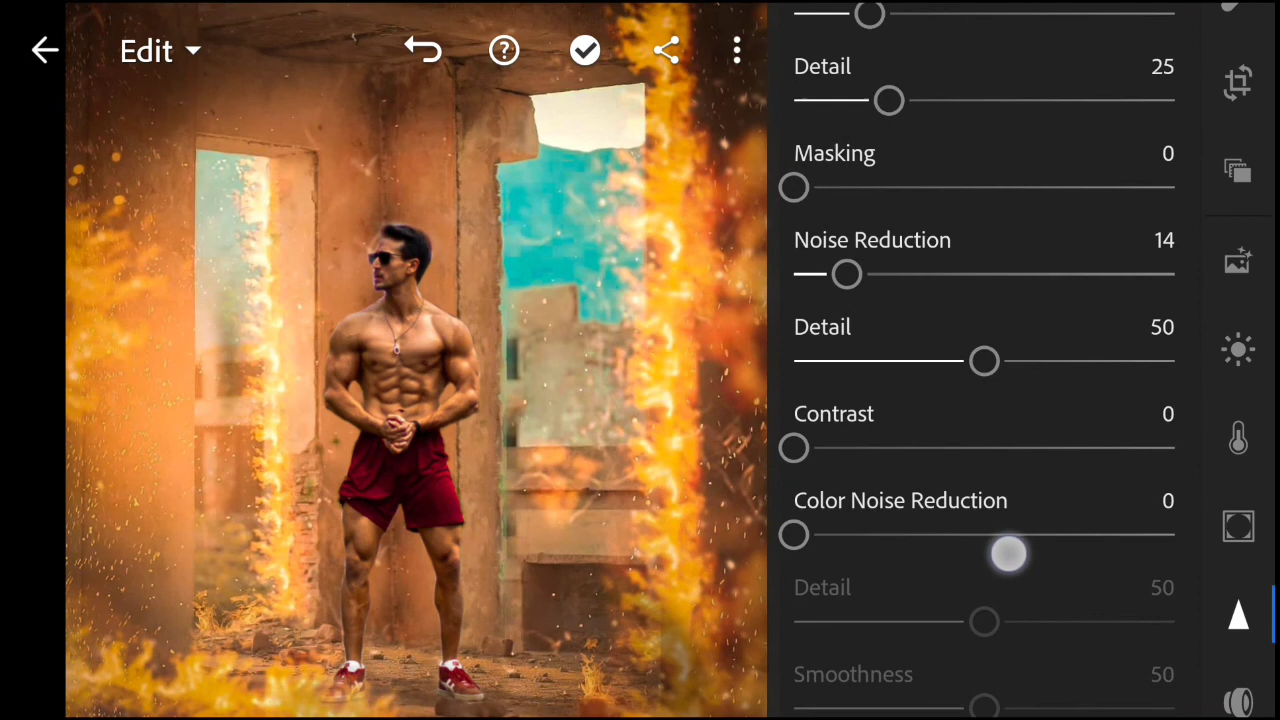 Edit
Detail 25
Masking 0
Noise Reduction 14
Detail 50
Contrast 0
Color Noise Reduction 0
Detail 50
Smoothness 50